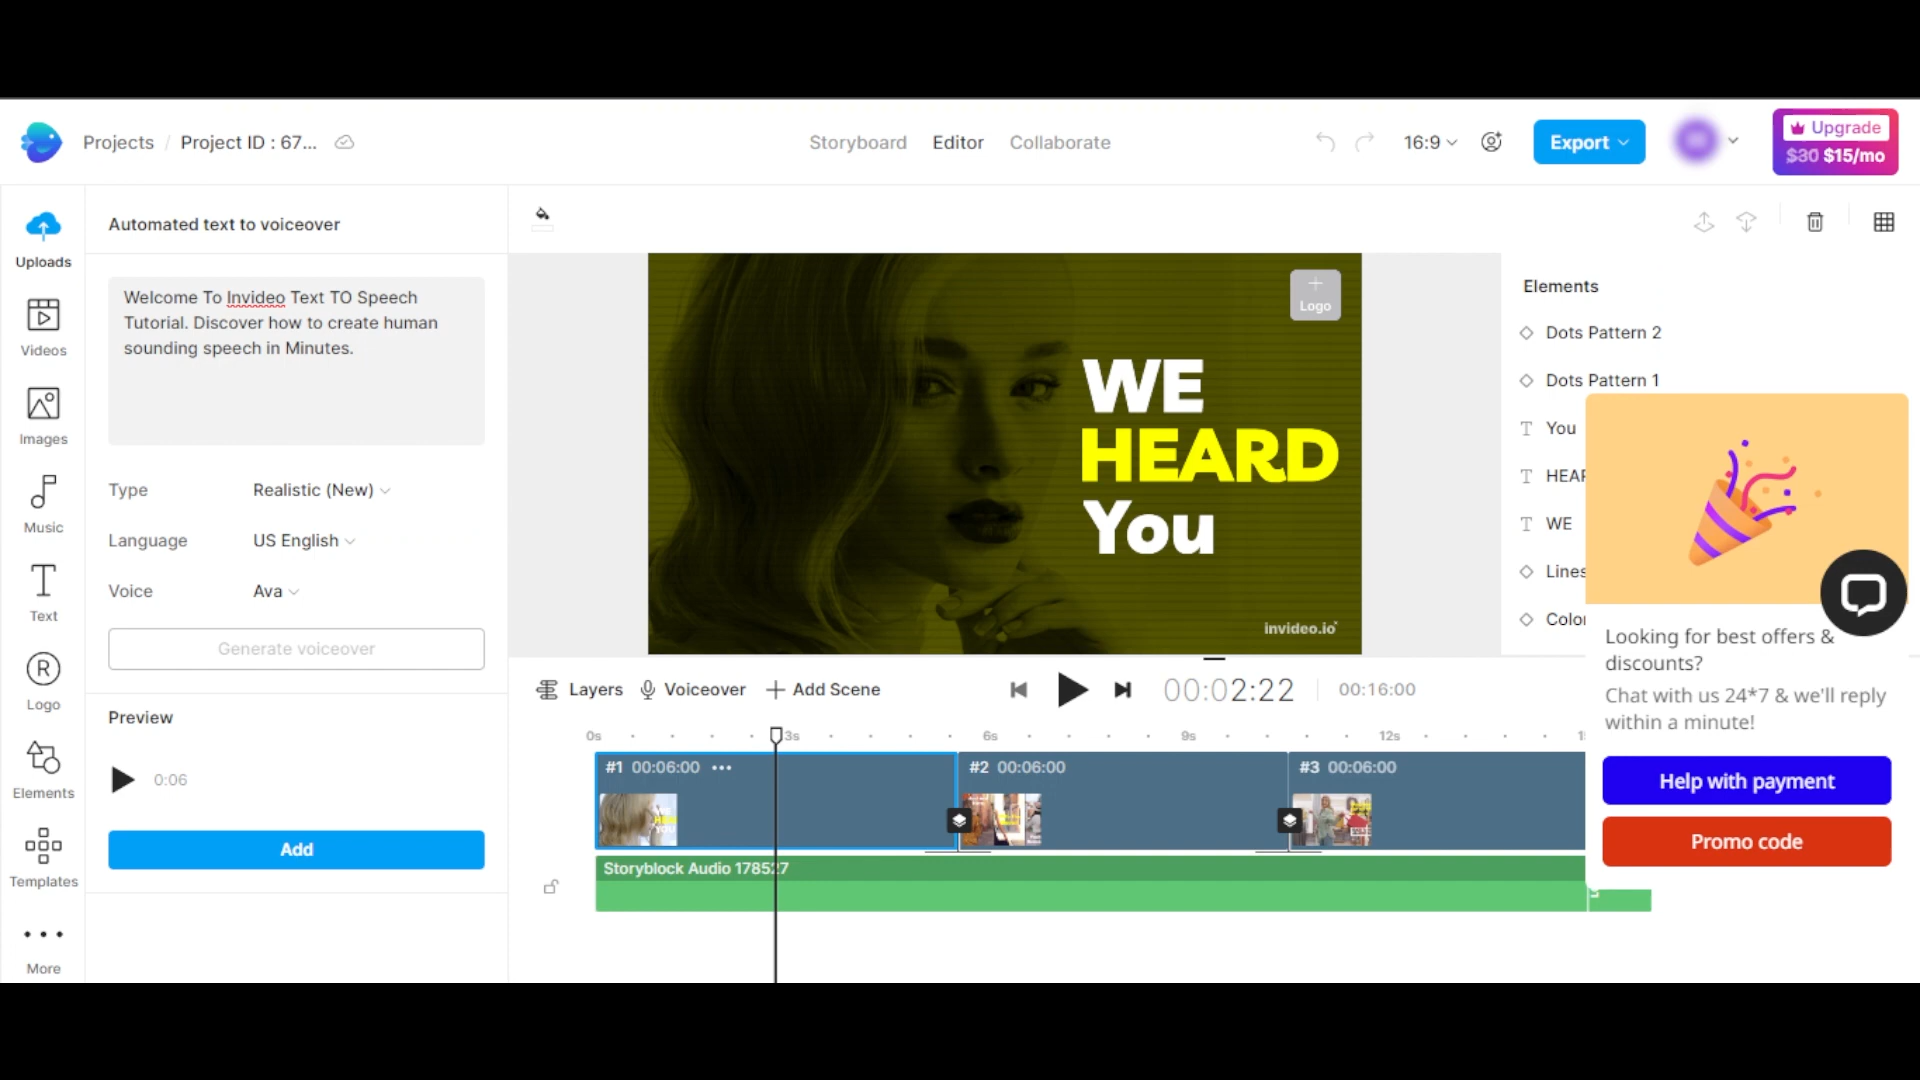 Projects / Project ID : 67...
Storyboard
Editor
Collaborate
16:9
Export
Upgrade
$30 $15/mo
Uploads
Videos
Images
Music
Text
Logo
Elements
Templates
More
Automated text to voiceover
Welcome To Invideo Text TO Speech
Tutorial. Discover how to create human
sounding speech in Minutes.
Type
Realistic (New)
Language
US English
Voice
Ava
Generate voiceover
Preview
0:06
Add
+
Logo
WE
HEARD
You
invideo.io
Elements
Dots Pattern 2
Dots Pattern 1
You
HEAR
WE
Lines
Color
Layers
Voiceover
Add Scene
00:02:22
00:16:00
0s
3s
6s
9s
12s
#1 00:06:00
#2 00:06:00
#3 00:06:00
Storyblock Audio 178527
Looking for best offers &
discounts?
Chat with us 24*7 & we'll reply
within a minute!
Help with payment
Promo code